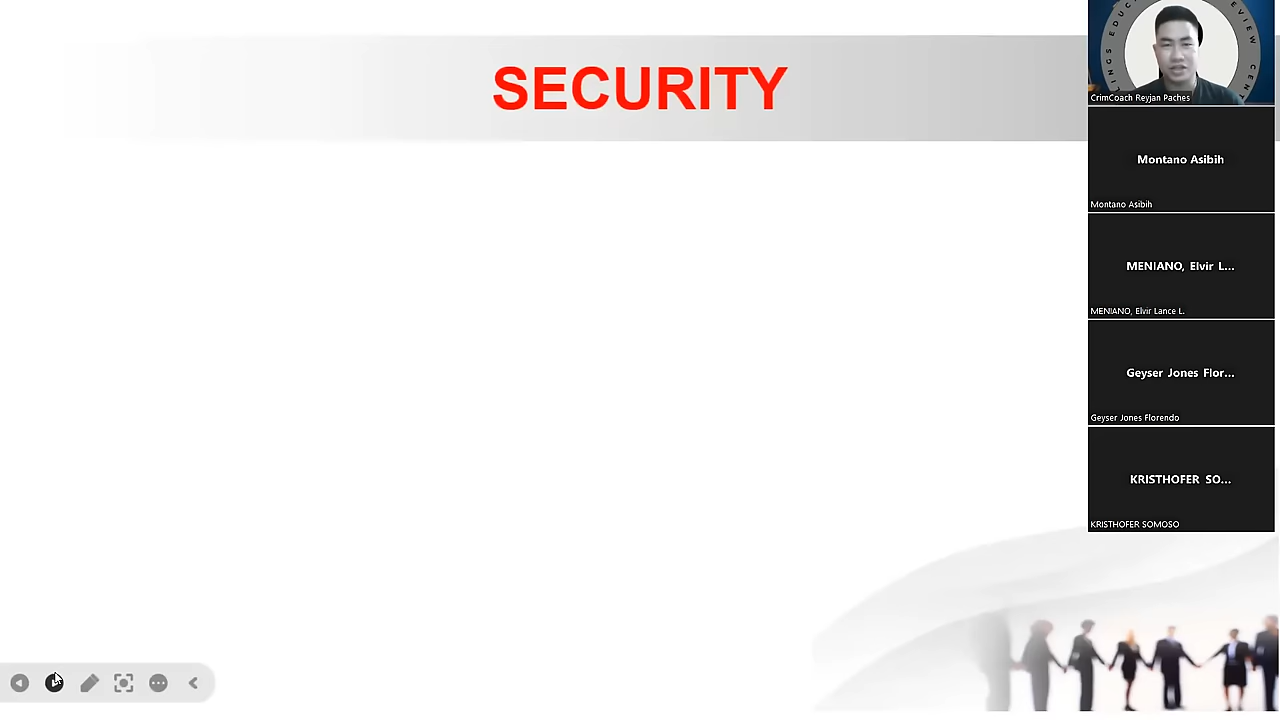 SECURITY
CrimCoach Reyjan Paches
Montano Asibih
Montano Asibih
MENIANO, Elvir L...
MENIANO, Elvir Lance L.
Geyser Jones Flor...
Geyser Jones Florendo
KRISTHOFER SO...
KRISTHOFER SOMOSO